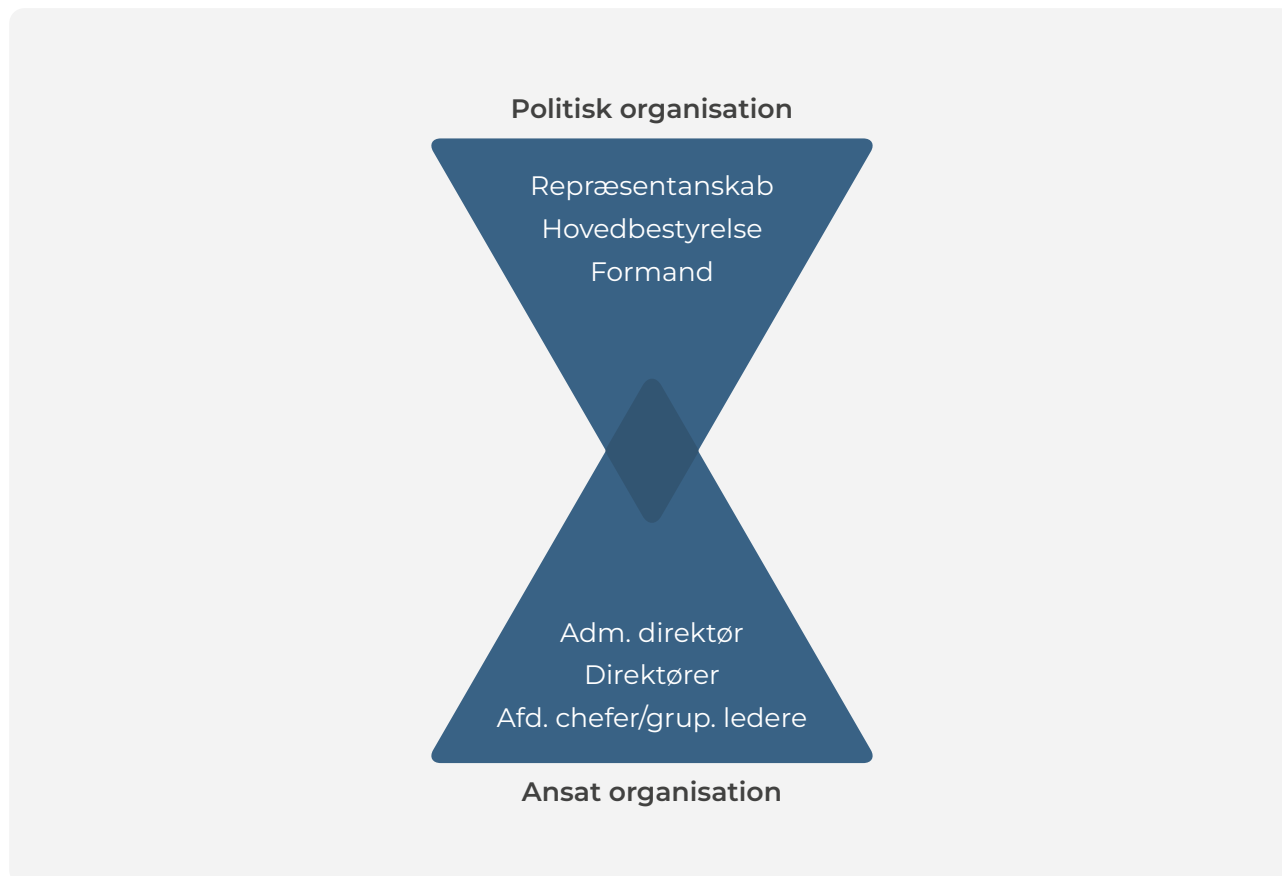 Politisk organisation
Repræsentanskab
Hovedbestyrelse
Formand
Adm. direktør
Direktører
Afd. chefer/grup. ledere
Ansat organisation